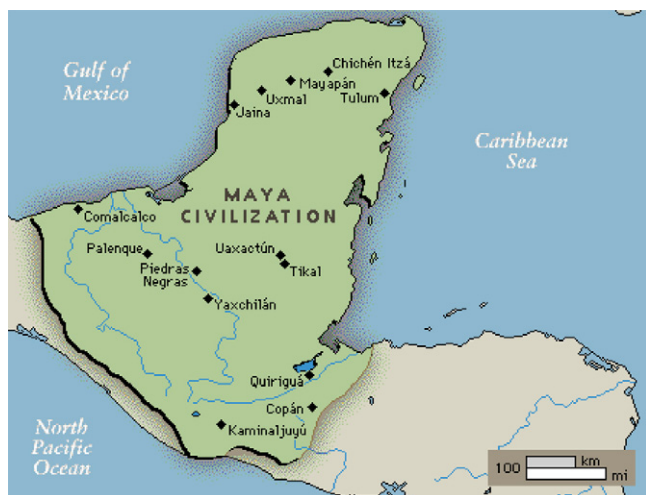 Gulf of
Mexico
Chichén Itzá
Mayapán
Uxmal
Tulum
Jaina
Caribbean
Sea
MAYA
CIVILIZATION
Comalcalco
Palenque
Uaxactún
Piedras
Negras
Tikal
Yaxchilán
Quiriguá
Copán
Kaminaljuyú
North
Pacific
Ocean
100 km
mi